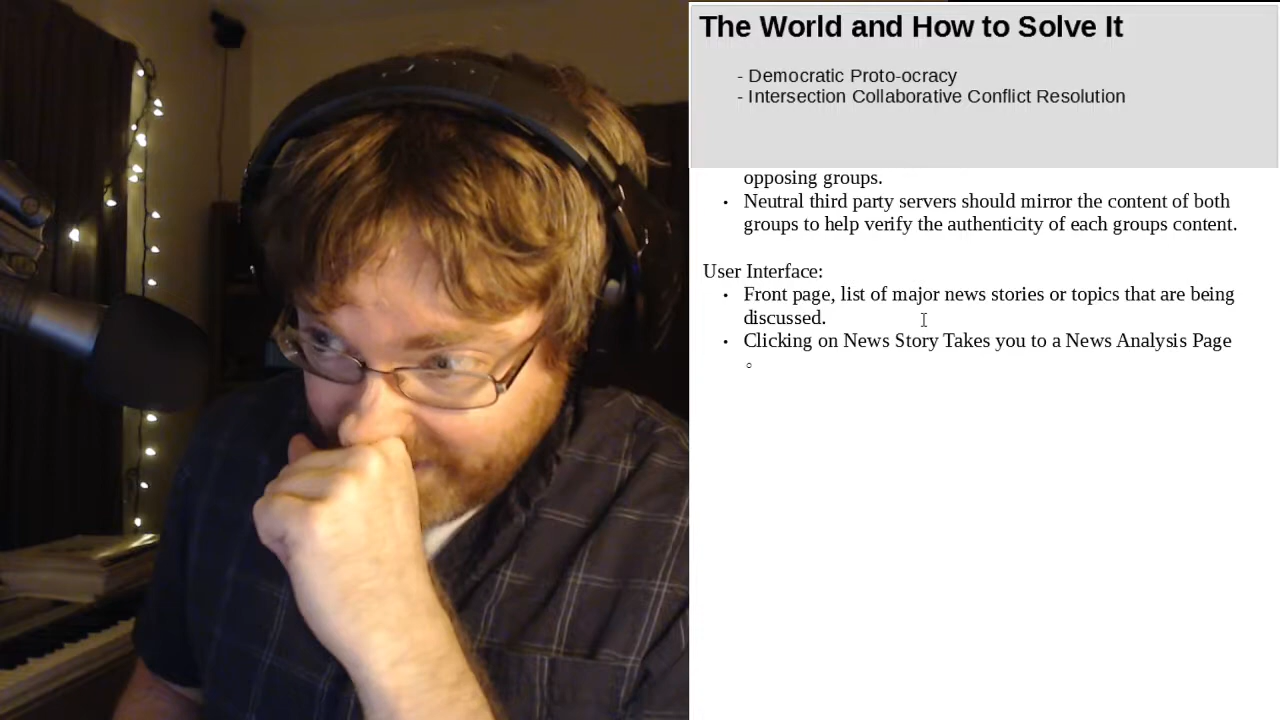 The World and How to Solve It
- Democratic Proto-ocracy
- Intersection Collaborative Conflict Resolution
opposing groups.
• Neutral third party servers should mirror the content of both
groups to help verify the authenticity of each groups content.
User Interface:
• Front page, list of major news stories or topics that are being
discussed.
• Clicking on News Story Takes you to a News Analysis Page